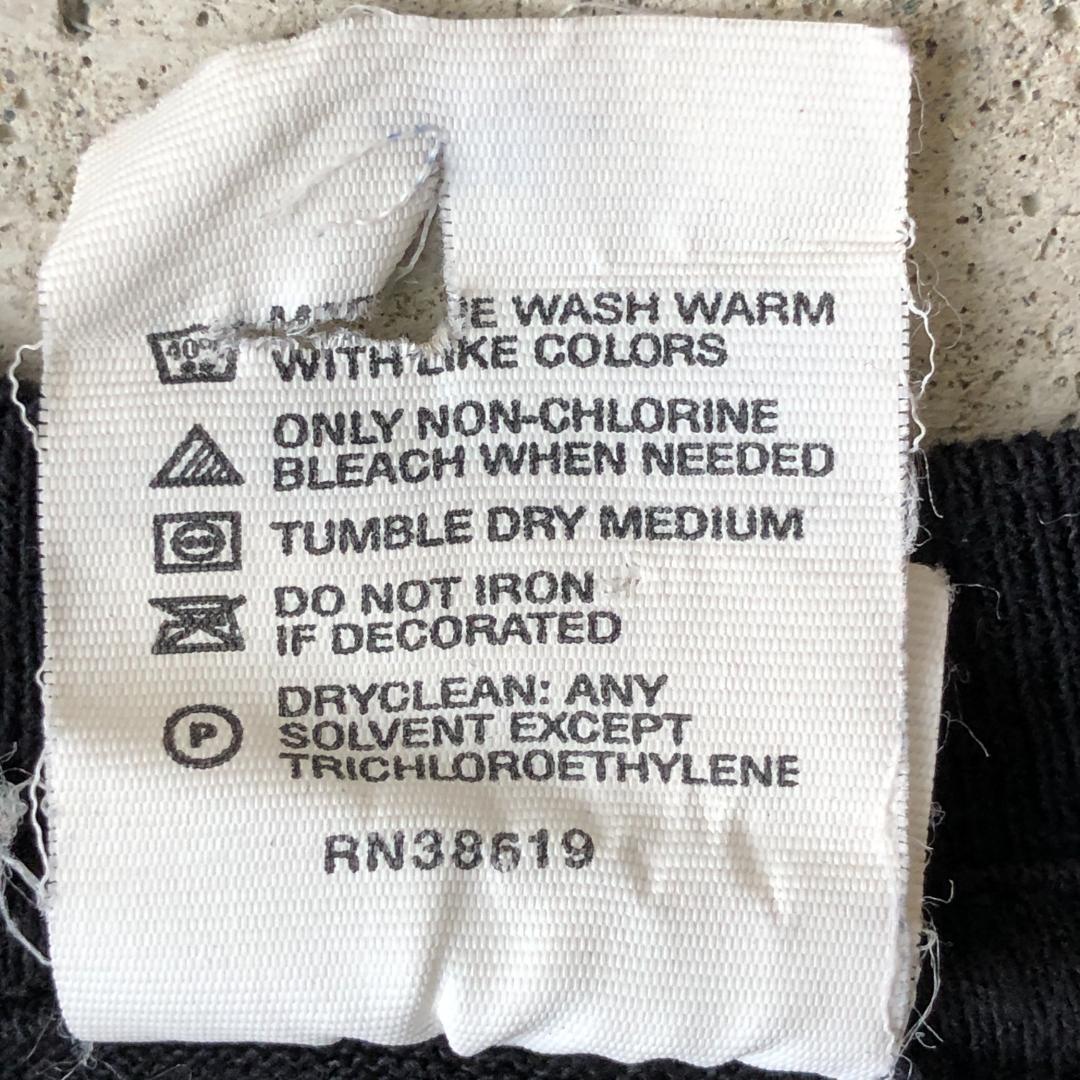 WASH WARM
40°C
WITH LIKE COLORS
ONLY NON-CHLORINE
BLEACH WHEN NEEDED
TUMBLE DRY MEDIUM
DO NOT IRON
IF DECORATED
DRYCLEAN: ANY
P
SOLVENT EXCEPT
TRICHLOROETHYLENE
RN38619